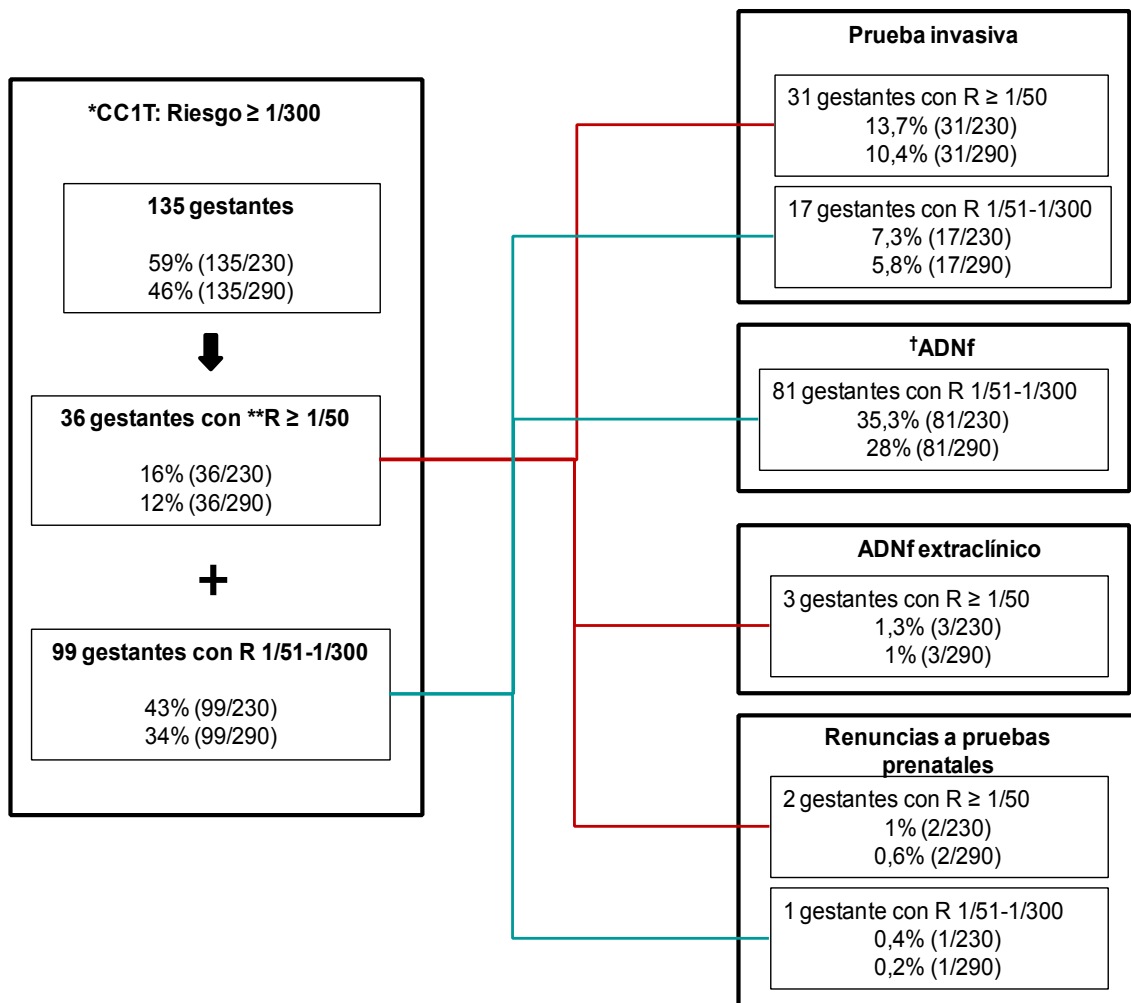 *CC1T: Riesgo ≥ 1/300
135 gestantes
59% (135/230)
46% (135/290)
36 gestantes con **R ≥ 1/50
16% (36/230)
12% (36/290)
+
99 gestantes con R 1/51-1/300
43% (99/230)
34% (99/290)
Prueba invasiva
31 gestantes con R ≥ 1/50
13,7% (31/230)
10,4% (31/290)
17 gestantes con R 1/51-1/300
7,3% (17/230)
5,8% (17/290)
†ADNf
81 gestantes con R 1/51-1/300
35,3% (81/230)
28% (81/290)
ADNf extraclínico
3 gestantes con R ≥ 1/50
1,3% (3/230)
1% (3/290)
Renuncias a pruebas
prenatales
2 gestantes con R ≥ 1/50
1% (2/230)
0,6% (2/290)
1 gestante con R 1/51-1/300
0,4% (1/230)
0,2% (1/290)